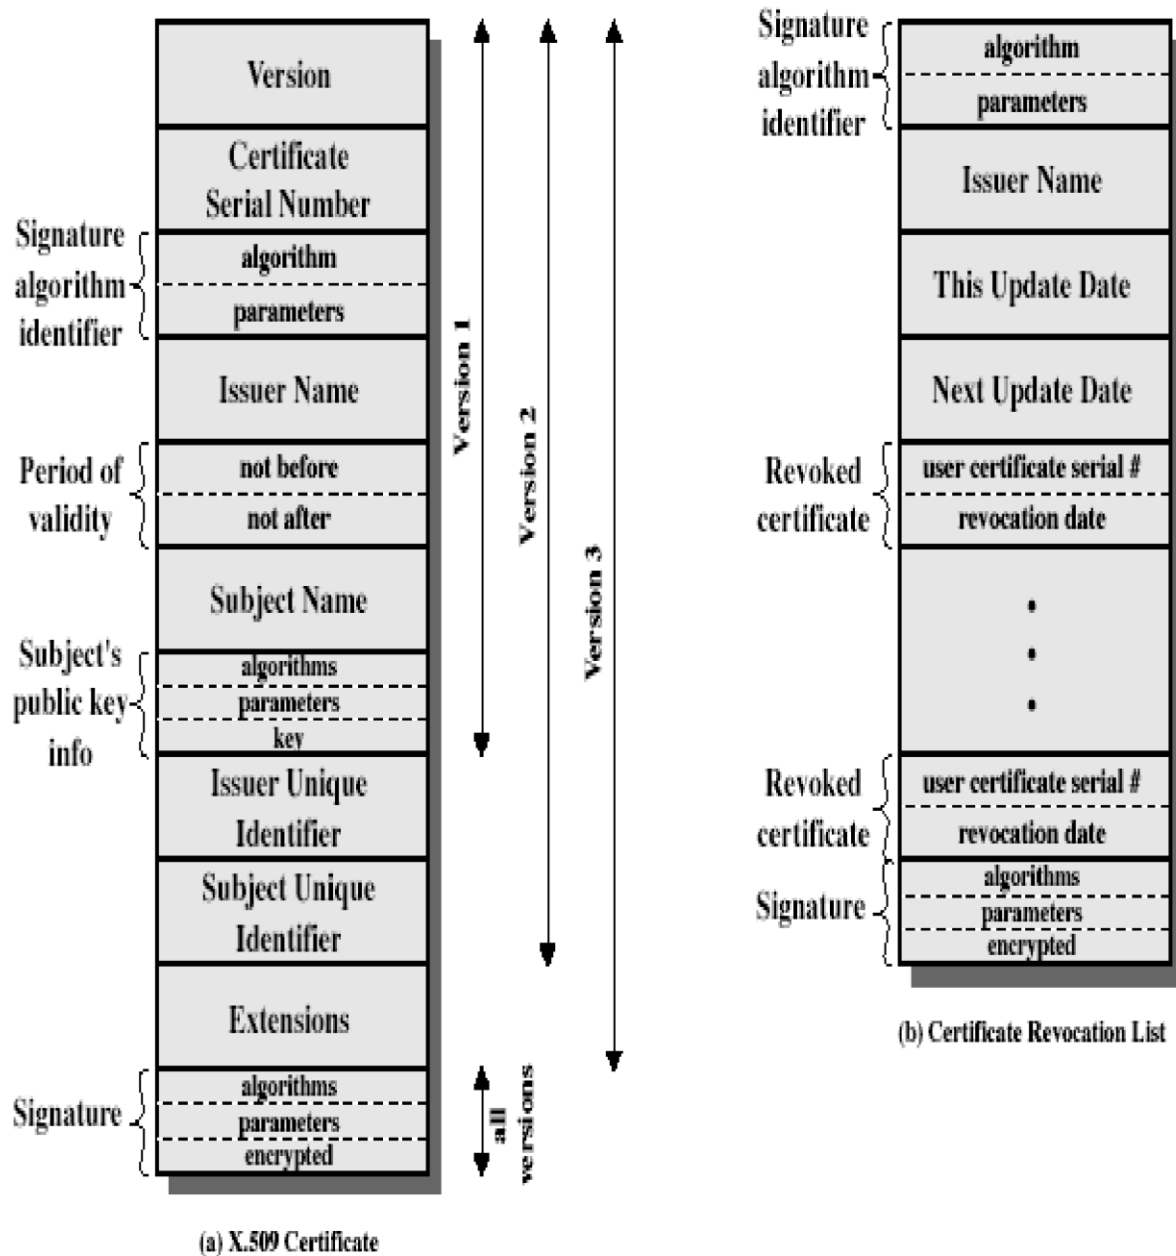 Version
Certificate
Serial Number
Signature
algorithm
identifier
algorithm
parameters
Issuer Name
Period of
validity
not before
not after
Subject Name
Subject's
public key
info
algorithms
parameters
key
Issuer Unique
Identifier
Subject Unique
Identifier
Extensions
Signature
algorithms
parameters
encrypted
Version 1
Version 2
Version 3
all
versions
(a) X.509 Certificate
Signature
algorithm
identifier
algorithm
parameters
Issuer Name
This Update Date
Next Update Date
Revoked
certificate
user certificate serial #
revocation date
Revoked
certificate
user certificate serial #
revocation date
Signature
algorithms
parameters
encrypted
(b) Certificate Revocation List